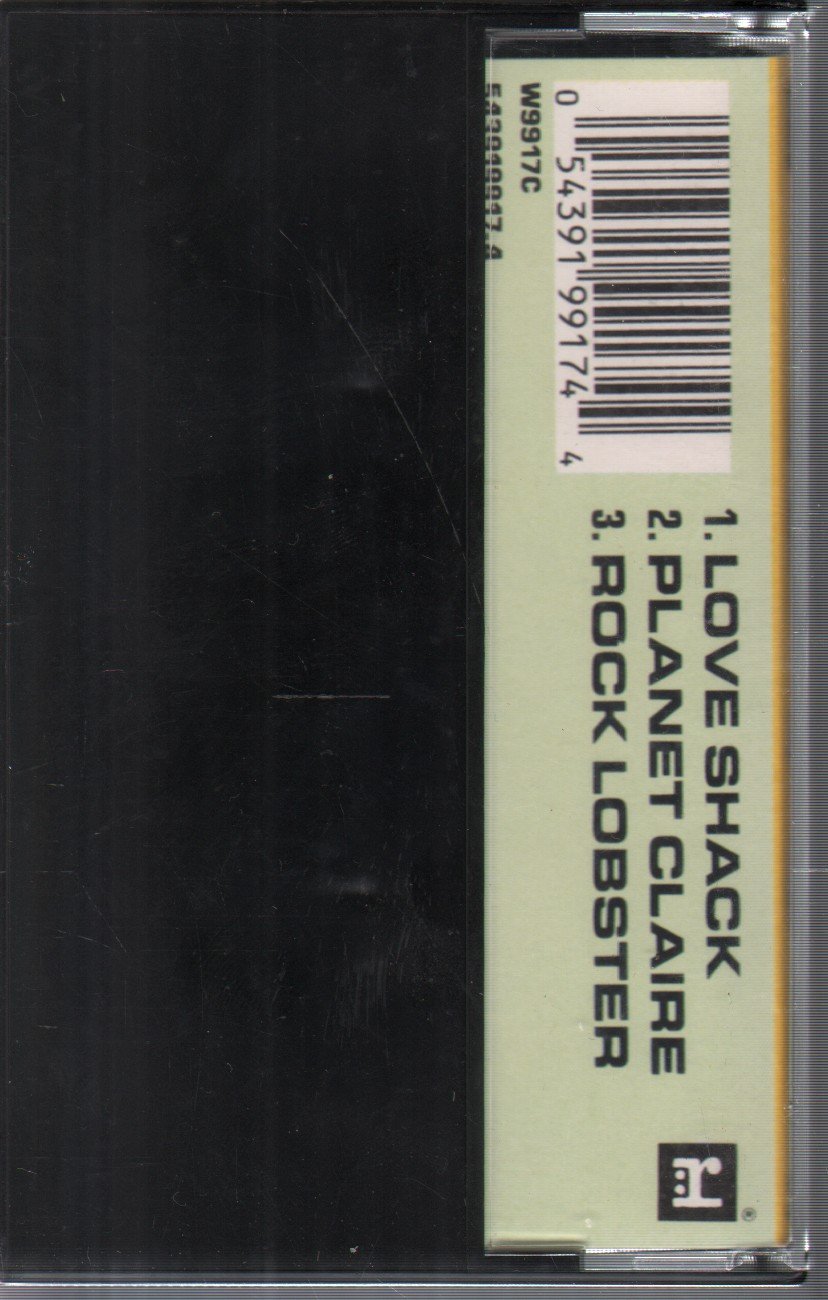 0 54391 99174 4
W9917C
1. LOVE SHACK
2. PLANET CLAIRE
3. ROCK LOBSTER
r
®